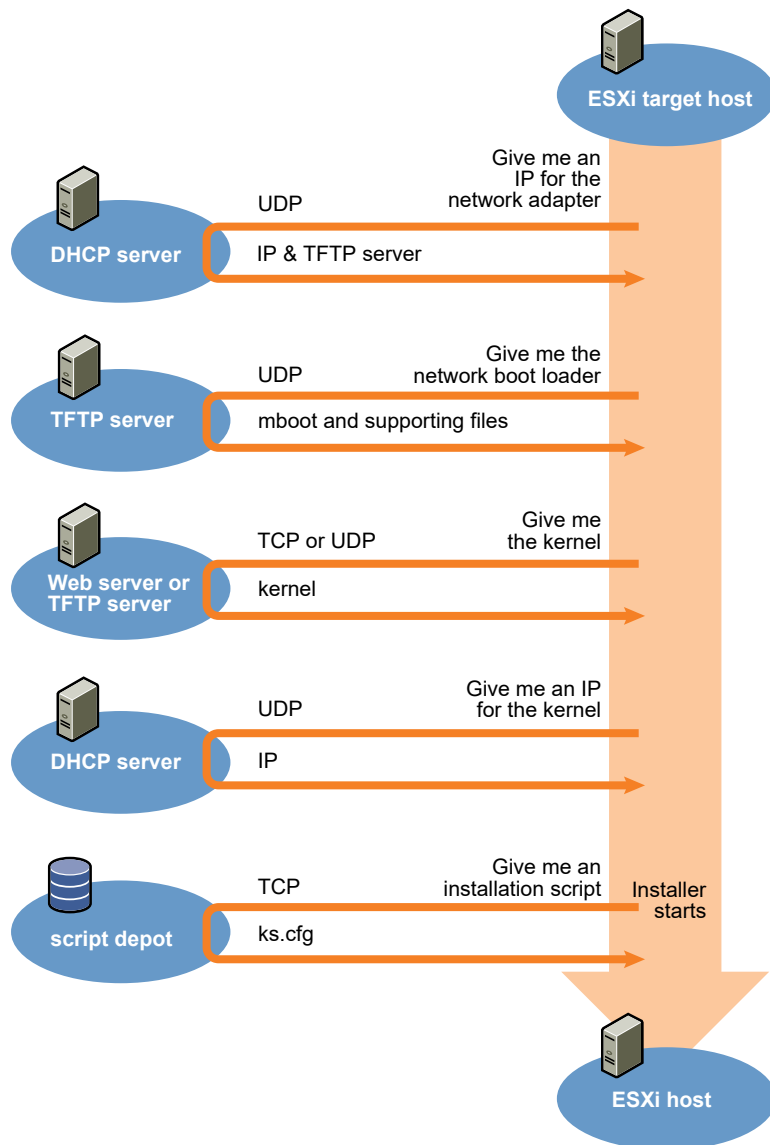 ESXi target host
Give me an
IP for the
network adapter
UDP
DHCP server
IP & TFTP server
Give me the
network boot loader
UDP
TFTP server
mboot and supporting files
Give me
the kernel
TCP or UDP
Web server or
TFTP server
kernel
Give me an IP
for the kernel
UDP
DHCP server
IP
Give me an
installation script
TCP
Installer
starts
script depot
ks.cfg
ESXi host